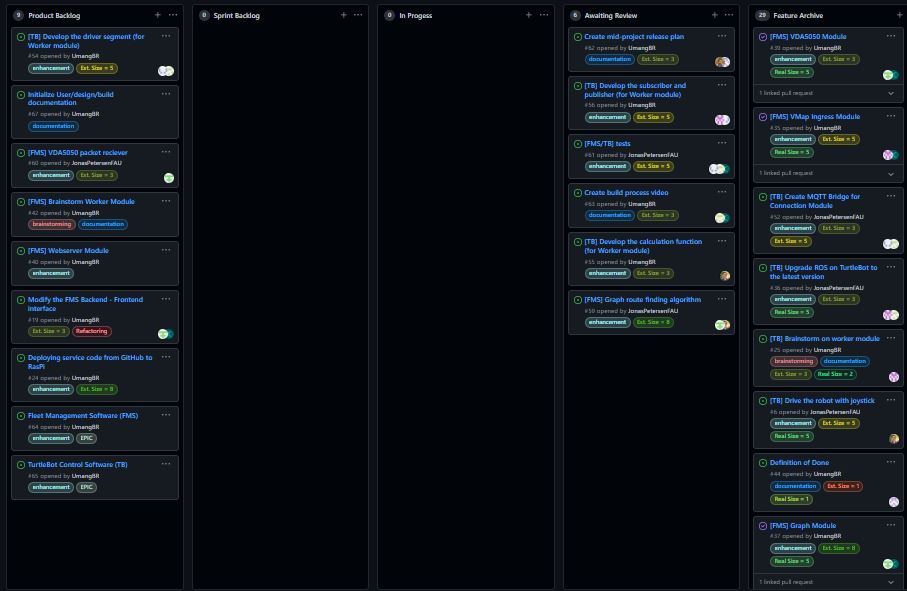 9 Product Backlog
[TB] Develop the driver segment (for
Worker module)
#54 opened by UmangBR
enhancement Est. Size = 5
Initialize User/design/build
documentation
#67 opened by UmangBR
documentation
[FMS] VDA5050 packet reciever
#60 opened by JonasPetersenFAU
enhancement Est. Size = 3
[FMS] Brainstorm Worker Module
#42 opened by UmangBR
brainstorming documentation
[FMS] Webserver Module
#40 opened by UmangBR
enhancement
Modify the FMS Backend - Frontend
interface
#19 opened by UmangBR
Est. Size = 3 Refactoring
Deploying service code from GitHub to
RasPi
#24 opened by UmangBR
enhancement Est. Size = 8
Fleet Management Software (FMS)
#64 opened by UmangBR
enhancement EPIC
TurtleBot Control Software (TB)
#65 opened by UmangBR
enhancement EPIC
0 Sprint Backlog
0 In Progess
6 Awaiting Review
Create mid-project release plan
#62 opened by UmangBR
documentation Est. Size = 3
[TB] Develop the subscriber and
publisher (for Worker module)
#56 opened by UmangBR
enhancement Est. Size = 5
[FMS/TB] tests
#61 opened by JonasPetersenFAU
enhancement Est. Size = 5
Create build process video
#63 opened by UmangBR
documentation Est. Size = 3
[TB] Develop the calculation function
(for Worker module)
#55 opened by UmangBR
enhancement Est. Size = 3
[FMS] Graph route finding algorithm
#59 opened by JonasPetersenFAU
enhancement Est. Size = 8
29 Feature Archive
[FMS] VDA5050 Module
#39 opened by UmangBR
enhancement Est. Size = 3
Real Size = 5
1 linked pull request
[FMS] VMap Ingress Module
#35 opened by UmangBR
enhancement Est. Size = 5
Real Size = 5
1 linked pull request
[TB] Create MQTT Bridge for
Connection Module
#52 opened by JonasPetersenFAU
enhancement Est. Size = 3
Est. Size = 5
[TB] Upgrade ROS on TurtleBot to
the latest version
#36 opened by JonasPetersenFAU
enhancement Est. Size = 3
Real Size = 5
[TB] Brainstorm on worker module
#25 opened by UmangBR
brainstorming documentation
Est. Size = 3 Real Size = 2
[TB] Drive the robot with joystick
#6 opened by JonasPetersenFAU
enhancement Est. Size = 5
Real Size = 5
Definition of Done
#44 opened by UmangBR
documentation Est. Size = 1
Real Size = 1
[FMS] Graph Module
#37 opened by UmangBR
enhancement Est. Size = 8
Real Size = 5
1 linked pull request